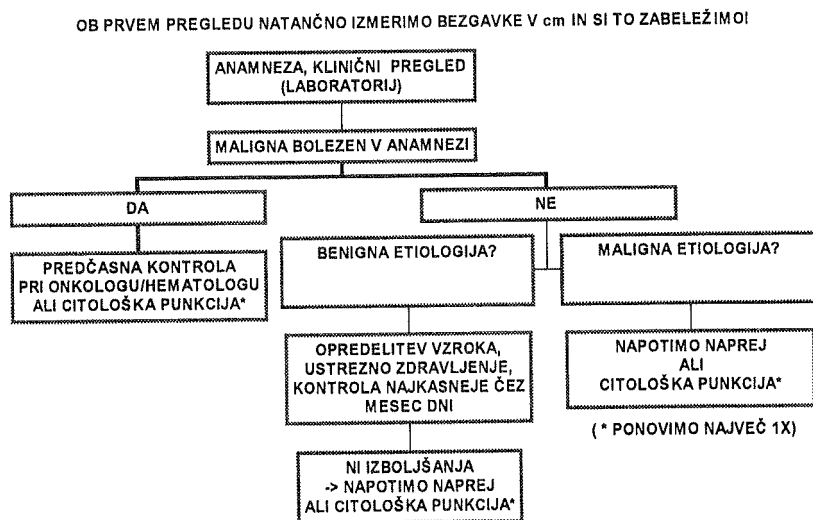 OB PRVEM PREGLEDU NATANČNO IZMERIMO BEZGAVKE V cm IN SI TO ZABELEŽIMO!
ANAMNEZA, KLINIČNI PREGLED
(LABORATORIJ)
MALIGNA BOLEZEN V ANAMNEZI
DA
NE
PREDČASNA KONTROLA
PRI ONKOLOGU/HEMATOLOGU
ALI CITOLOŠKA PUNKCIJA*
BENIGNA ETIOLOGIJA?
MALIGNA ETIOLOGIJA?
OPREDELITEV VZROKA,
USTREZNO ZDRAVLJENJE,
KONTROLA NAJKASNEJE ČEZ
MESEC DNI
NAPOTIMO NAPREJ
ALI
CITOLOŠKA PUNKCIJA*
( * PONOVIMO NAJVEČ 1X)
NI IZBOLJŠANJA
-> NAPOTIMO NAPREJ
ALI CITOLOŠKA PUNKCIJA*